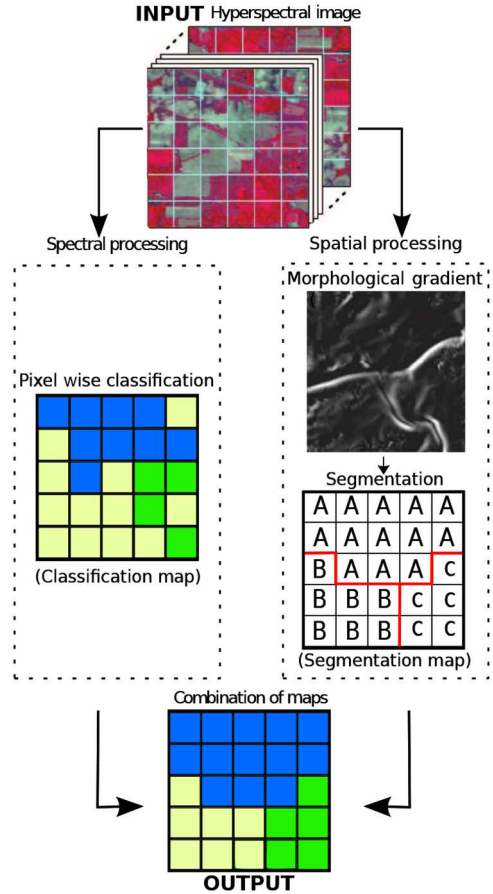 INPUT Hyperspectral image
Spectral processing
Spatial processing
Morphological gradient
Pixel wise classification
(Classification map)
Segmentation
A A A A A
A A A A A
B A A A C
B B B C C
B B B C C
(Segmentation map)
Combination of maps
OUTPUT